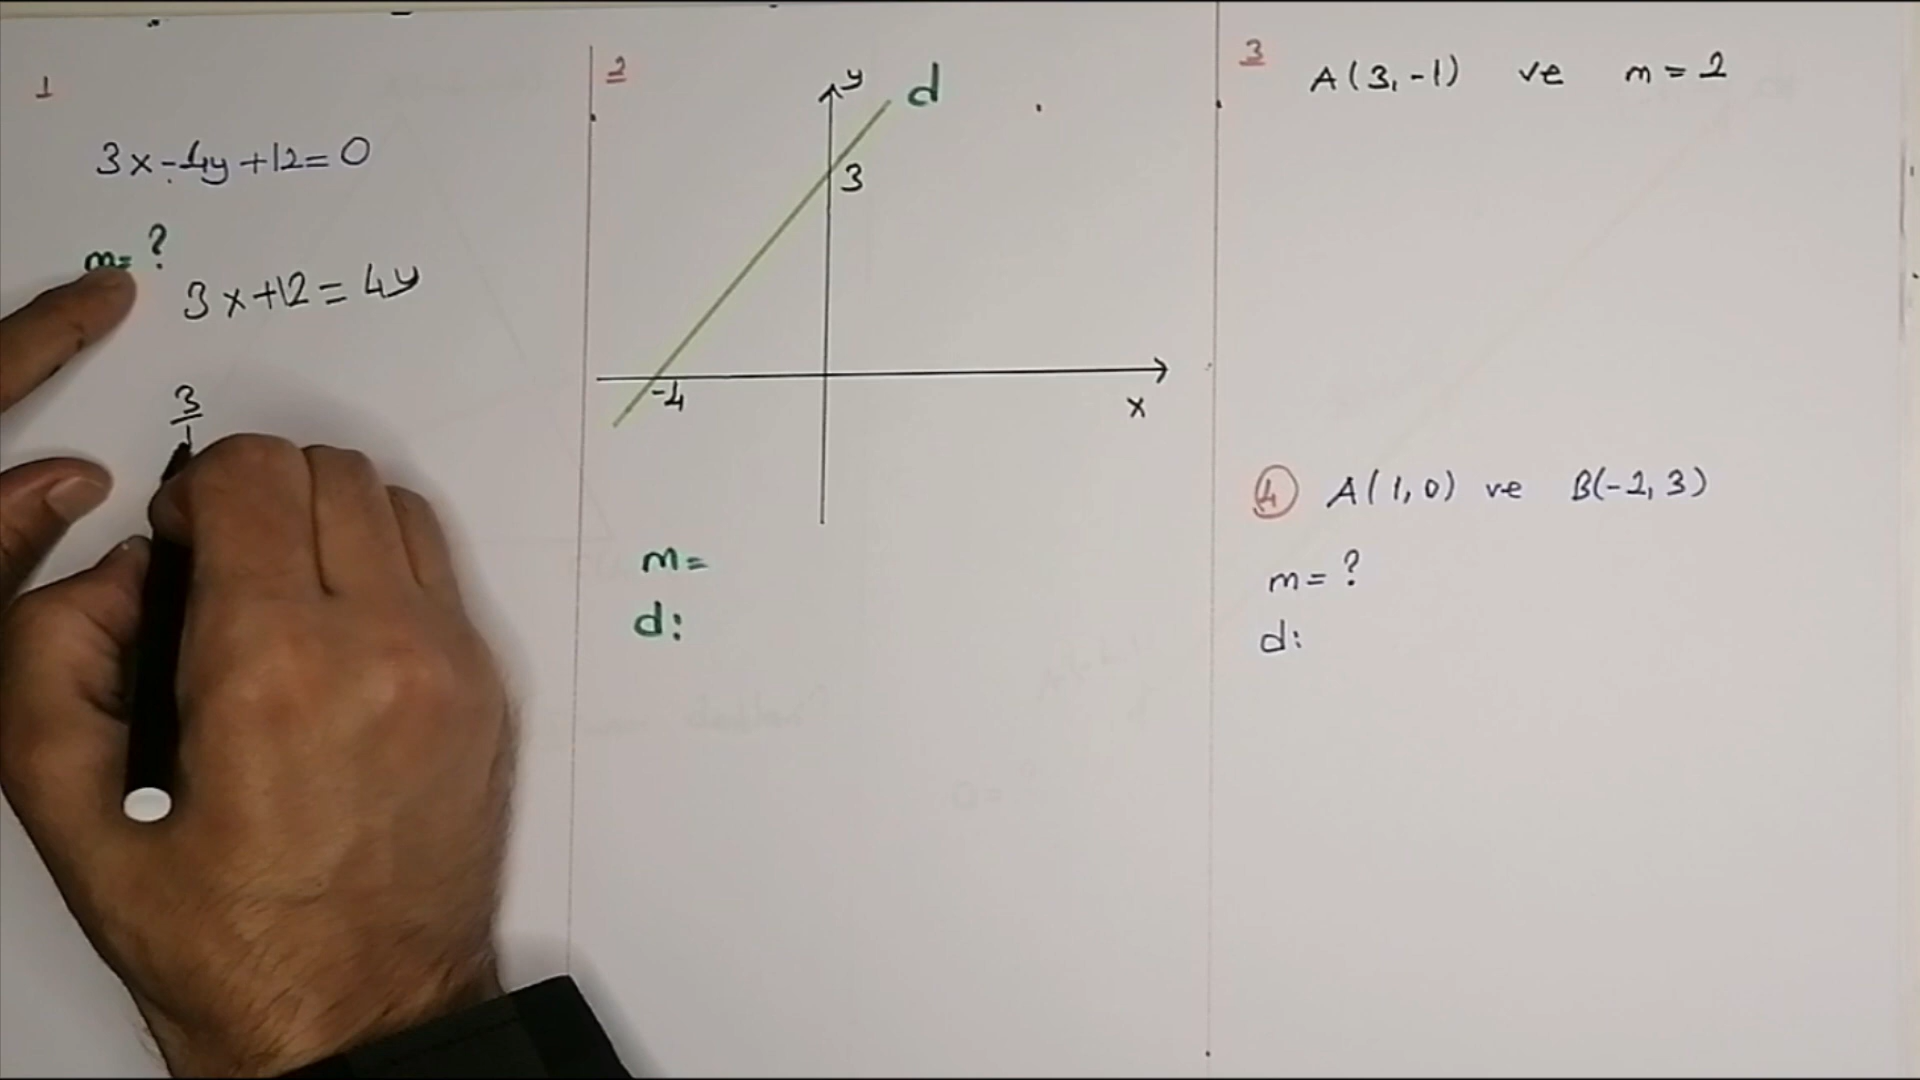 1
3x-4y+12=0
m= ?
3x+12= 4y
3
2
y
d
3
-4
x
m=
d:
3
A(3,-1) ve m = 2
4 A(1,0) ve B(-2,3)
m = ?
d: